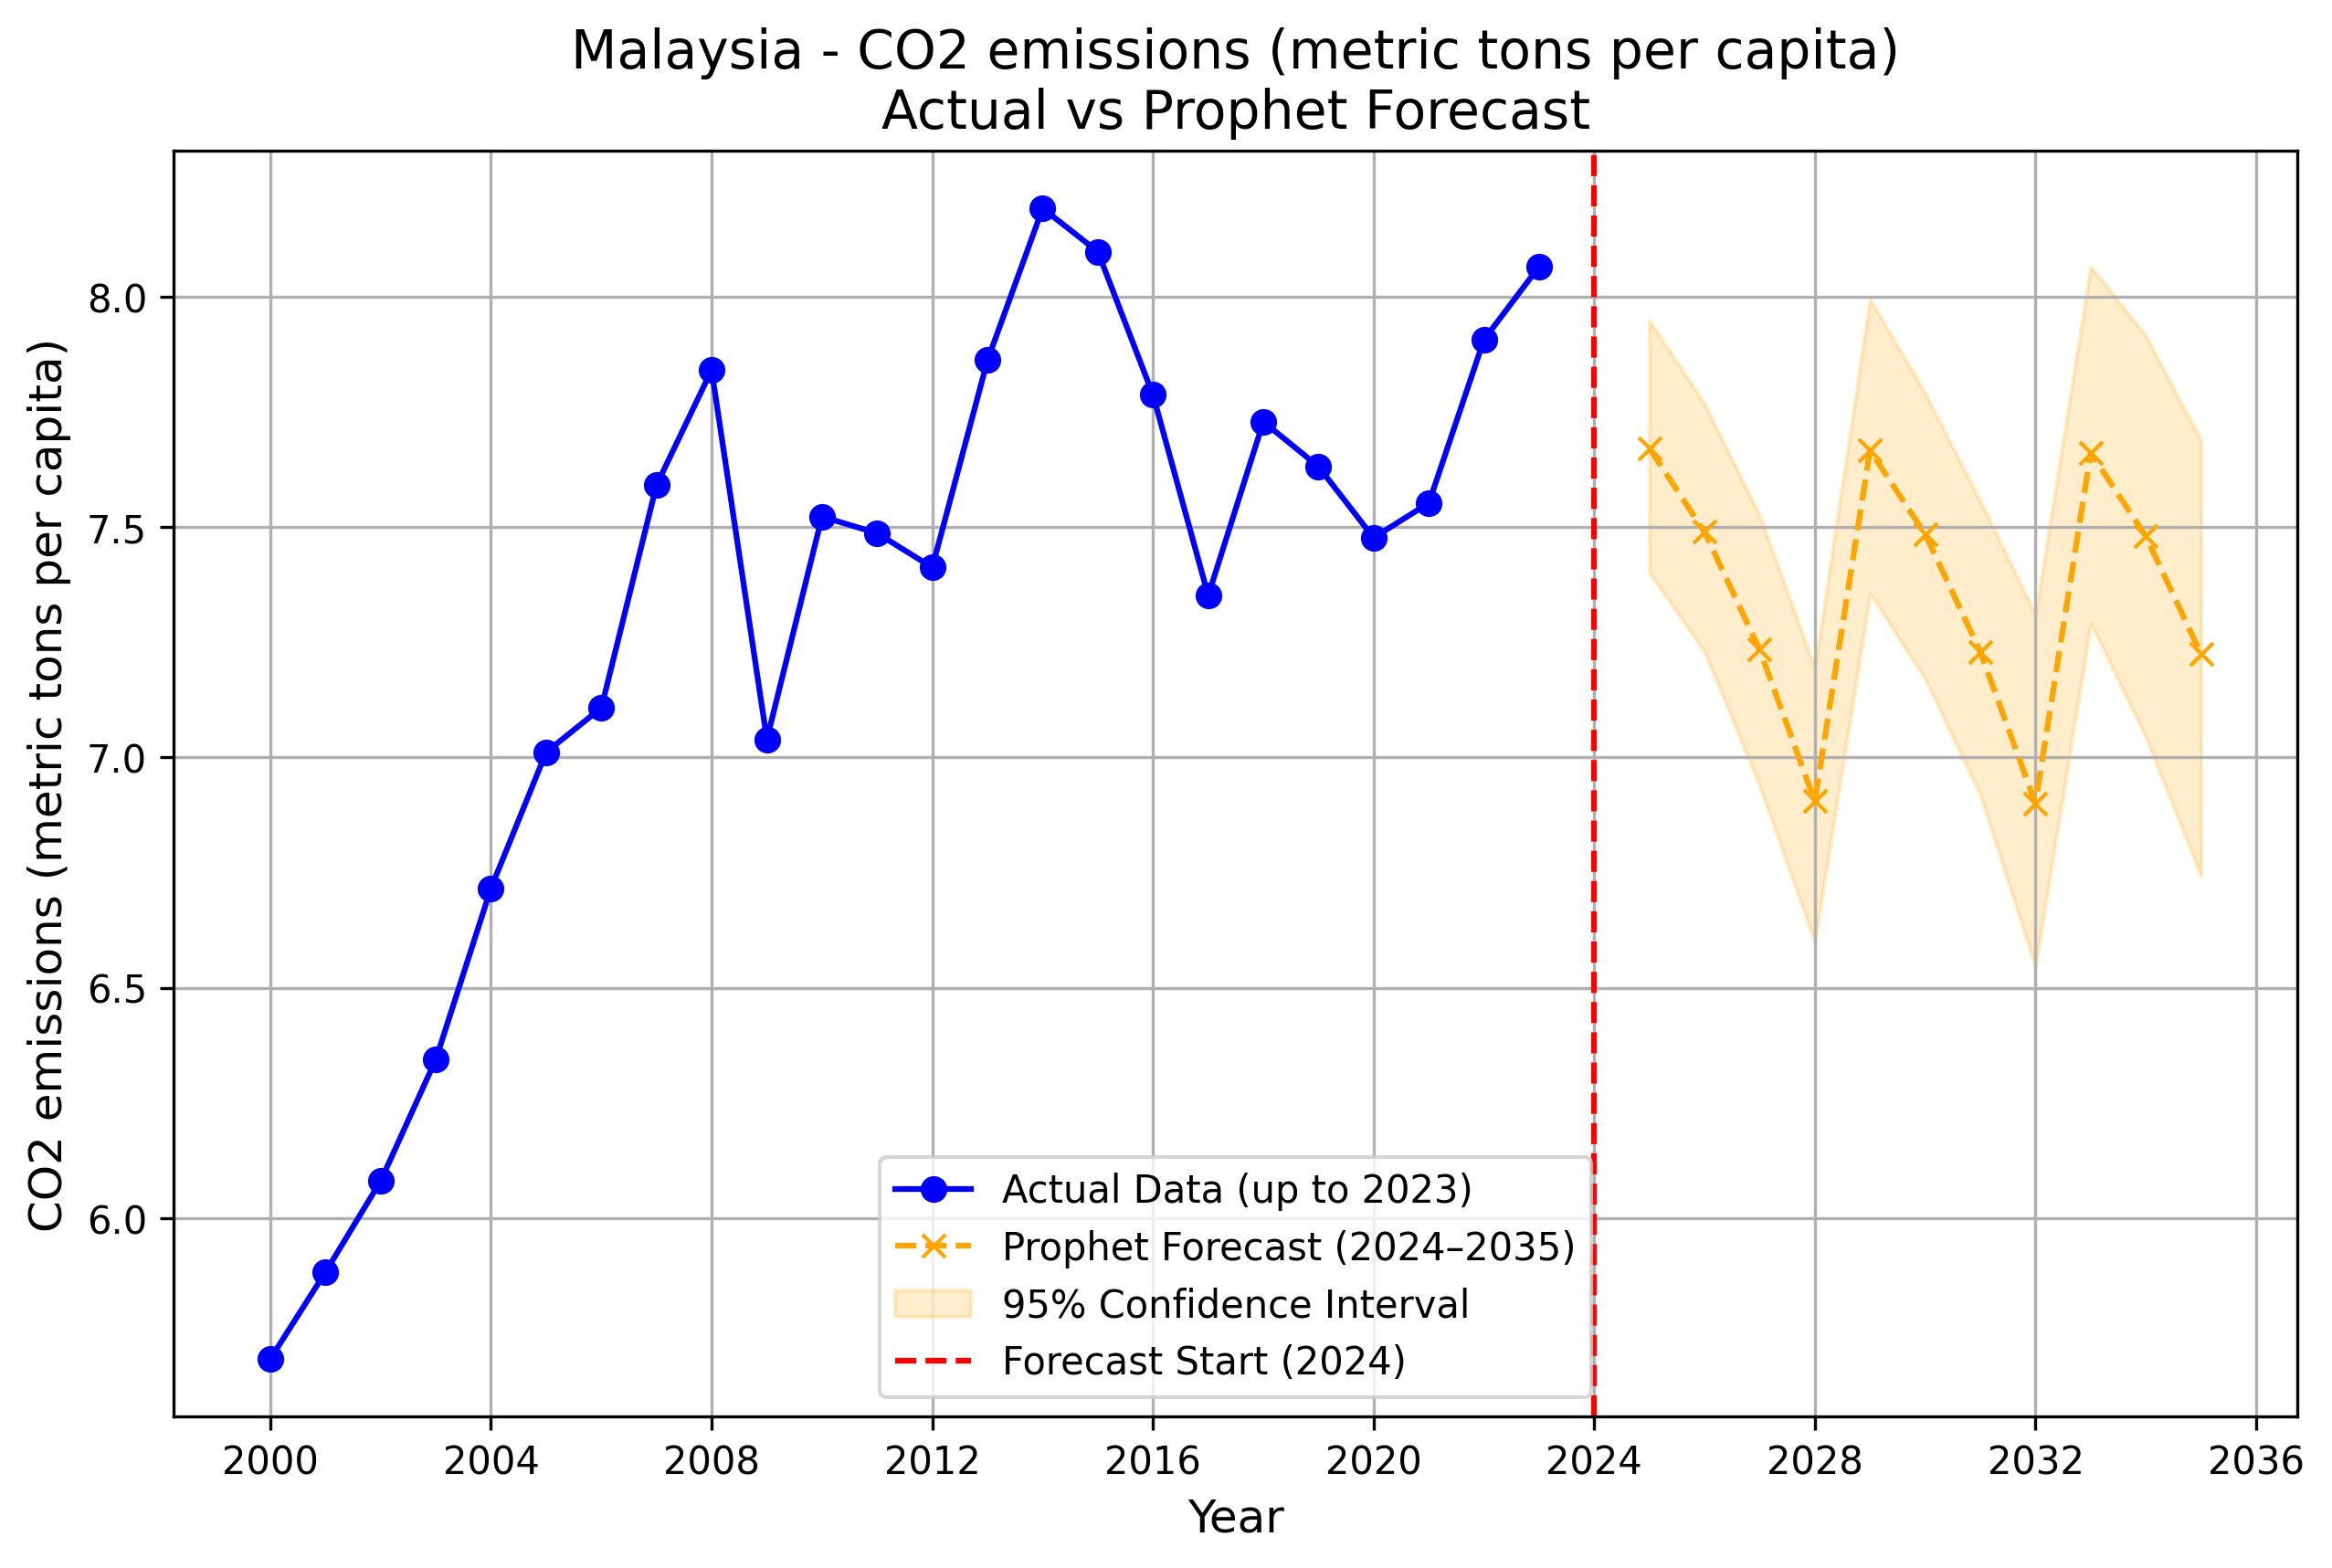 Malaysia - CO2 emissions (metric tons per capita)
Actual vs Prophet Forecast
CO2 emissions (metric tons per capita)
8.0
7.5
7.0
6.5
6.0
Actual Data (up to 2023)
Prophet Forecast (2024–2035)
95% Confidence Interval
Forecast Start (2024)
2000 2004 2008 2012 2016 2020 2024 2028 2032 2036
Year